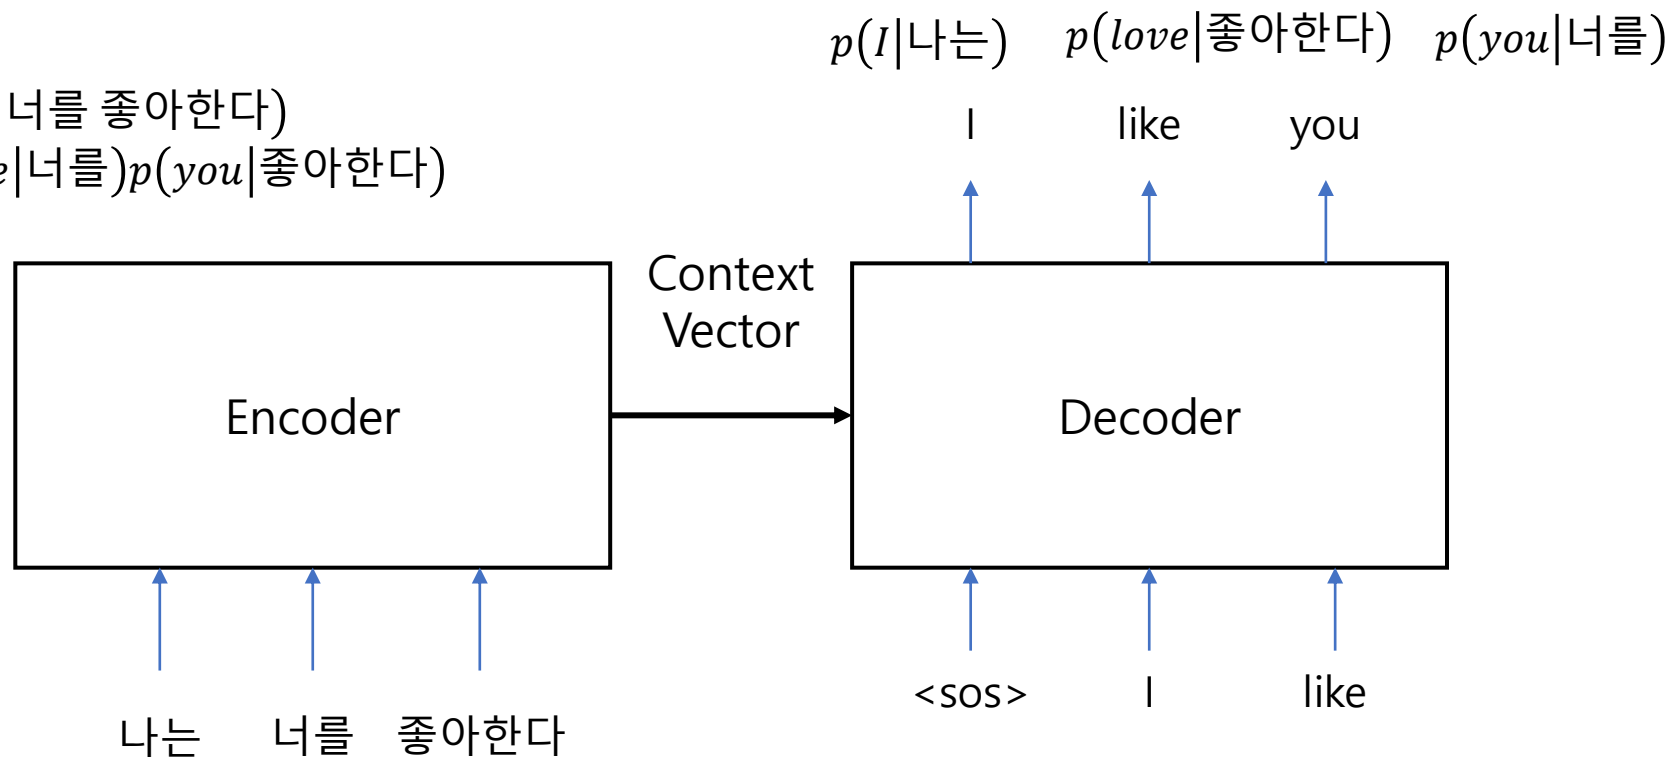 p(I|나는) p(love|좋아한다) p(you|너를)
너를 좋아한다)
e|너를)p(you|좋아한다)
I like you
Context
Vector
Encoder
Decoder
<sos> I like
나는 너를 좋아한다